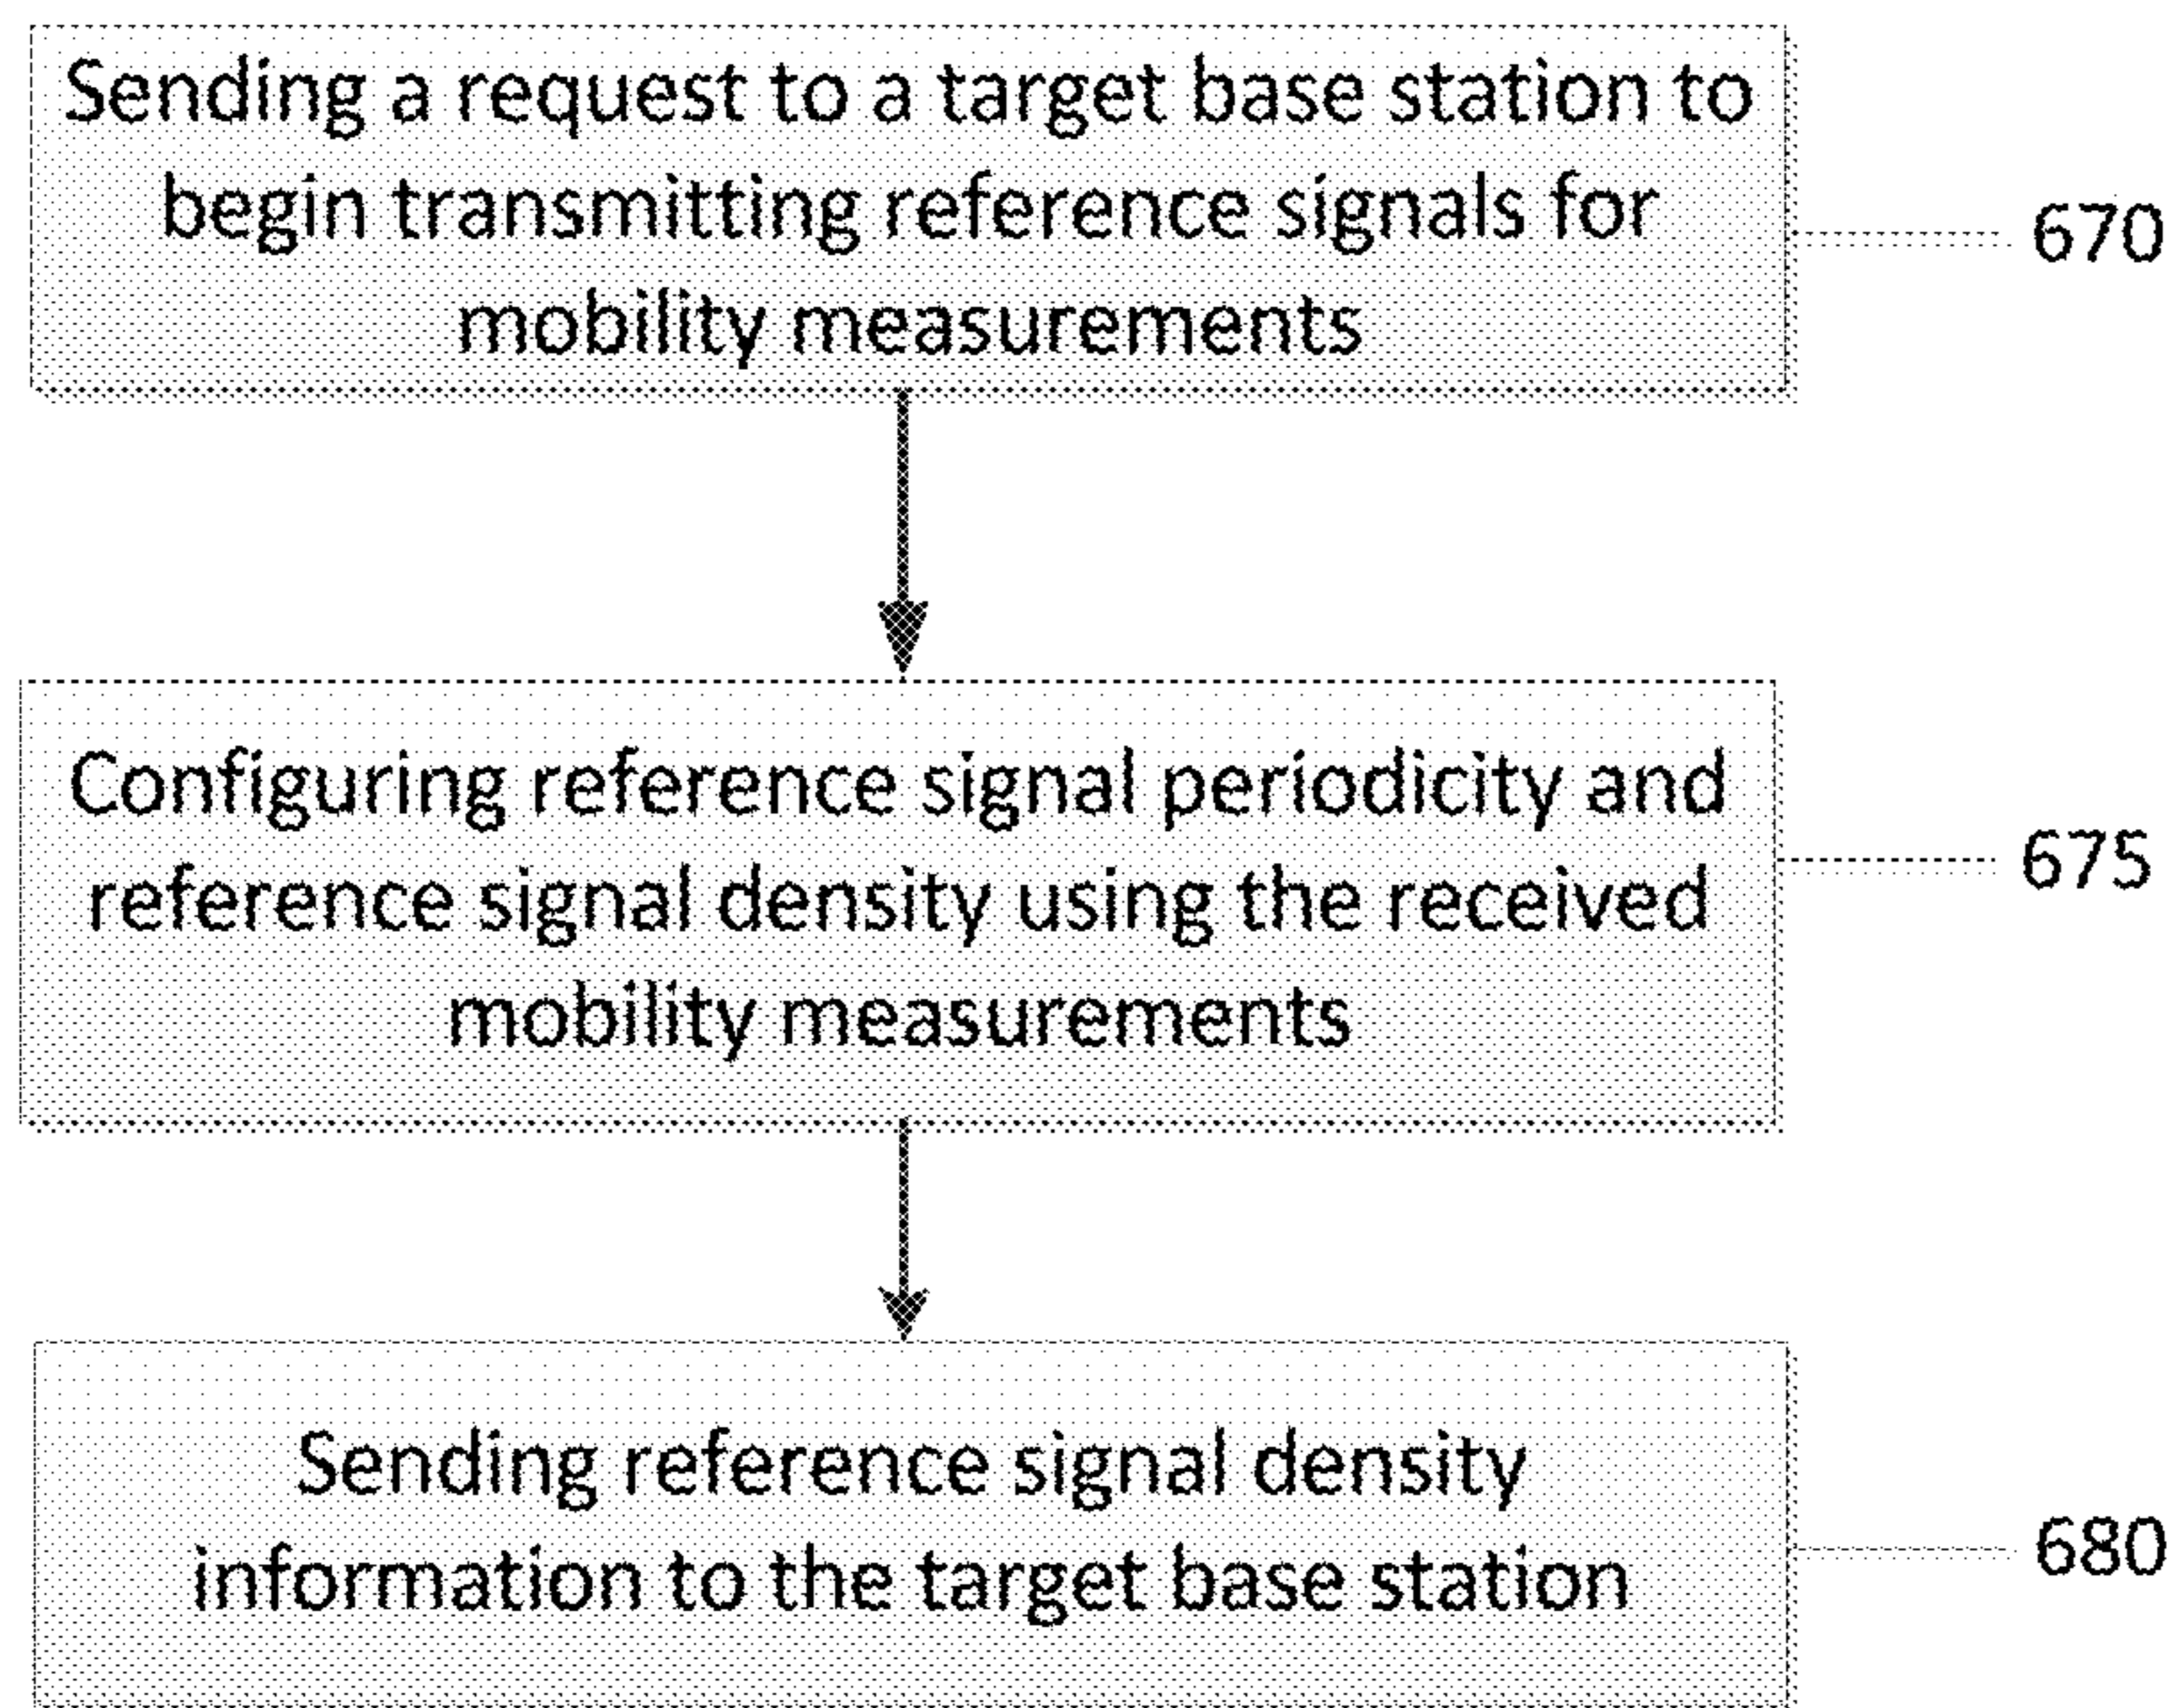 Sending a request to a target base station to
begin transmitting reference signals for
mobility measurements
670
Configuring reference signal periodicity and
reference signal density using the received
mobility measurements
675
Sending reference signal density
information to the target base station
680